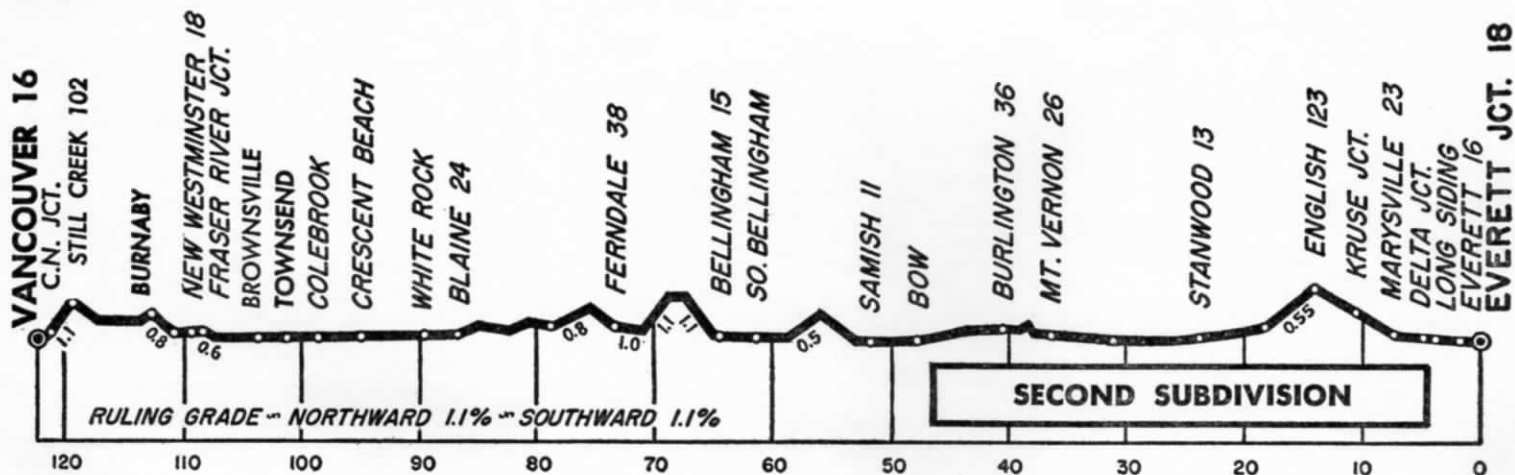 VANCOUVER 16
C.N. JCT.
STILL CREEK 102
BURNABY
NEW WESTMINSTER 18
FRASER RIVER JCT.
BROWNSVILLE
TOWNSEND
COLEBROOK
CRESCENT BEACH
WHITE ROCK
BLAINE 24
FERNDALE 38
BELLINGHAM 15
SO. BELLINGHAM
SAMISH 11
BOW
BURLINGTON 36
MT. VERNON 26
STANWOOD 13
ENGLISH 123
KRUSE JCT.
MARYSVILLE 23
DELTA JCT.
LONG SIDING
EVERETT 16
EVERETT JCT. 18
1.1 0.8 0.6 0.8 1.0 1.1 1.1 0.5 0.55
SECOND SUBDIVISION
RULING GRADE ~ NORTHWARD 1.1% ~ SOUTHWARD 1.1%
120 110 100 90 80 70 60 50 40 30 20 10 0